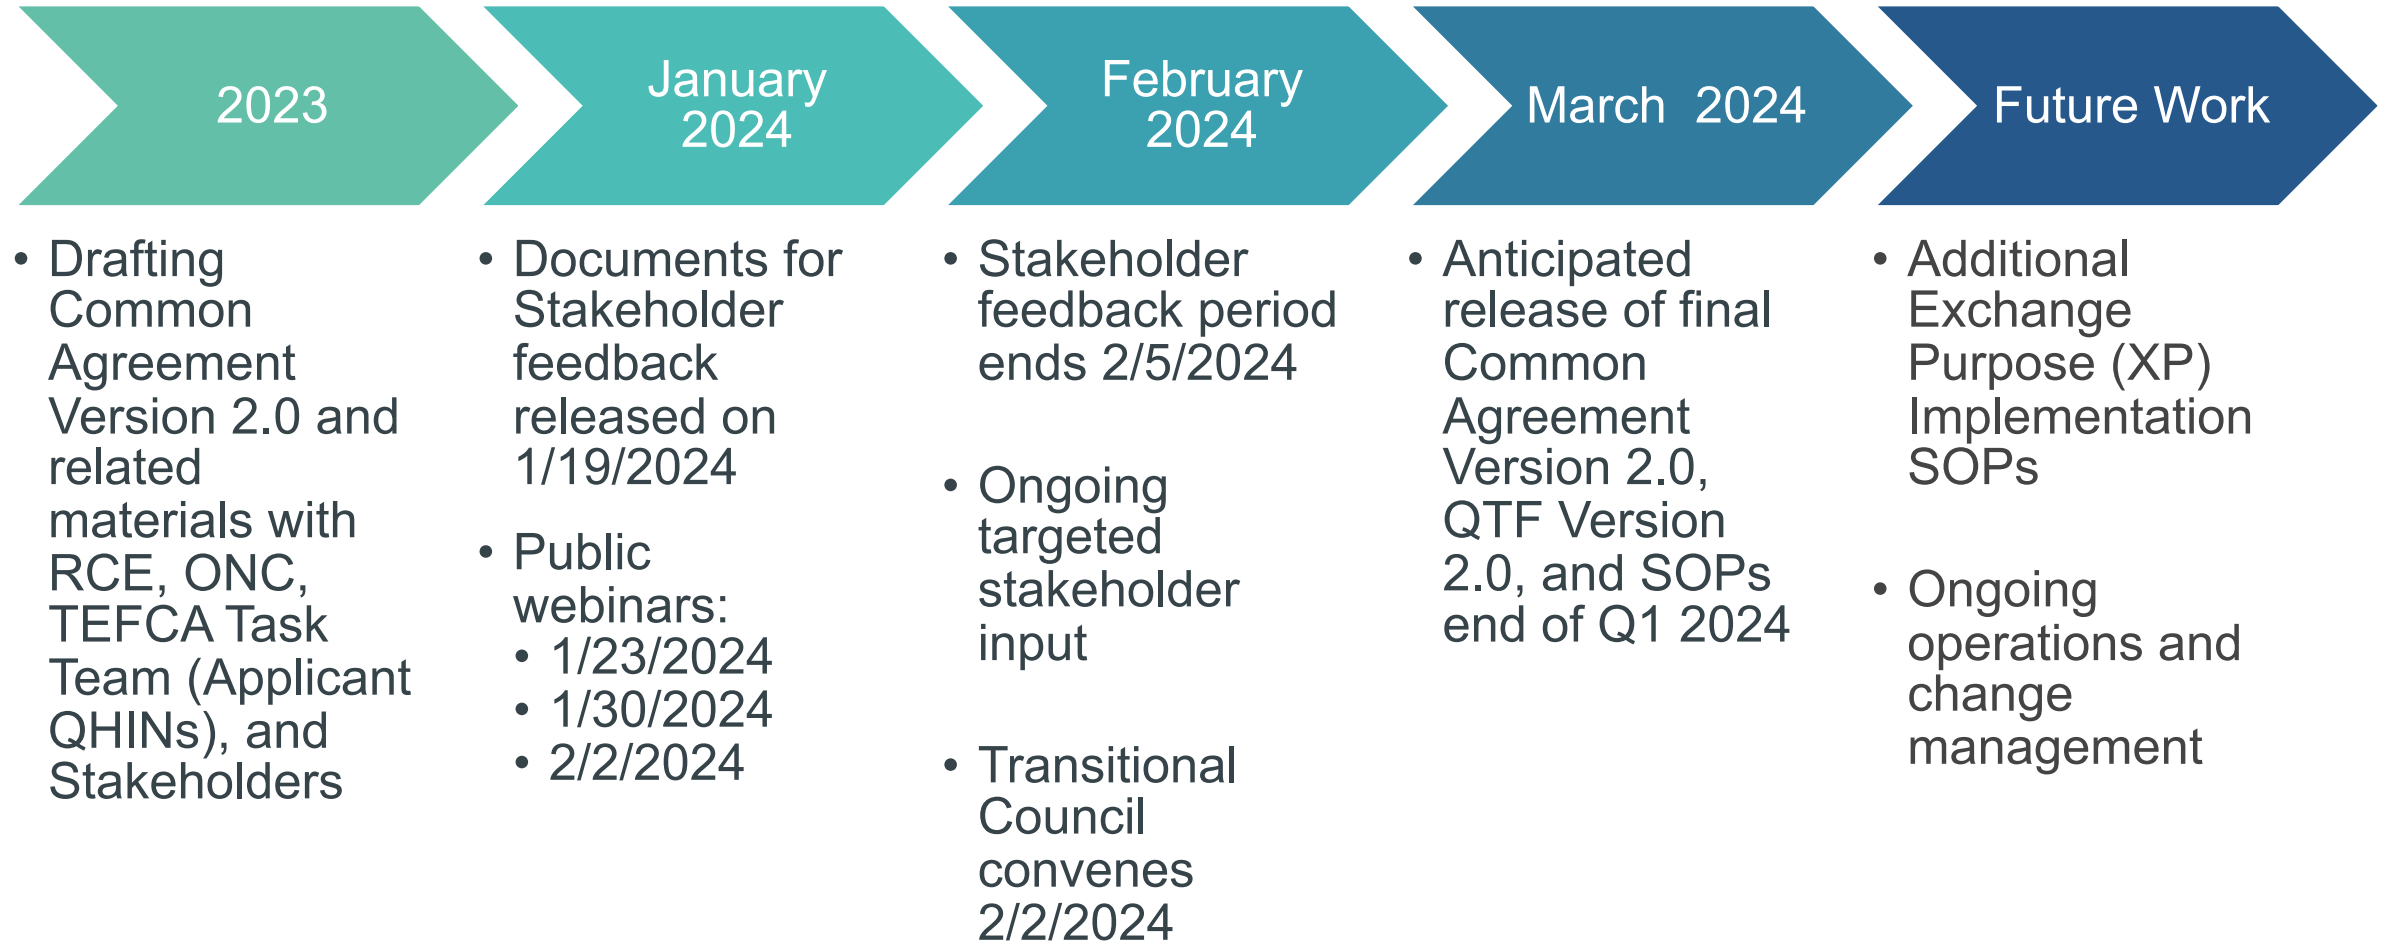 2023
• Drafting
Common
Agreement
Version 2.0 and
related
materials with
RCE, ONC,
TEFCA Task
Team (Applicant
QHINs), and
Stakeholders
January
2024
• Documents for
Stakeholder
feedback
released on
1/19/2024
• Public
webinars:
• 1/23/2024
• 1/30/2024
• 2/2/2024
February
2024
• Stakeholder
feedback period
ends 2/5/2024
• Ongoing
targeted
stakeholder
input
• Transitional
Council
convenes
2/2/2024
March  2024
• Anticipated
release of final
Common
Agreement
Version 2.0,
QTF Version
2.0, and SOPs
end of Q1 2024
Future Work
• Additional
Exchange
Purpose (XP)
Implementation
SOPs
• Ongoing
operations and
change
management